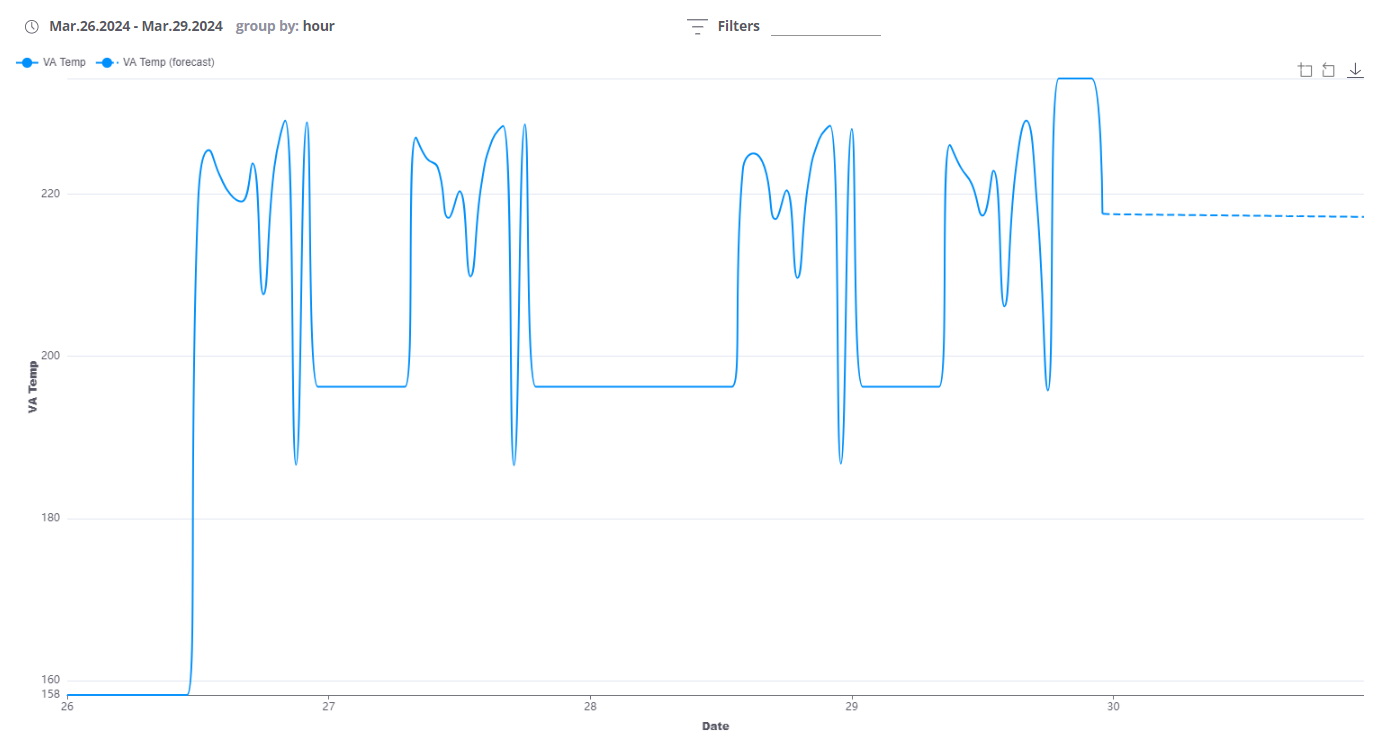 Mar.26.2024 - Mar.29.2024 group by: hour Filters
VA Temp VA Temp (forecast)
220
200
VA Temp
180
160
158
26 27 28 29 30
Date